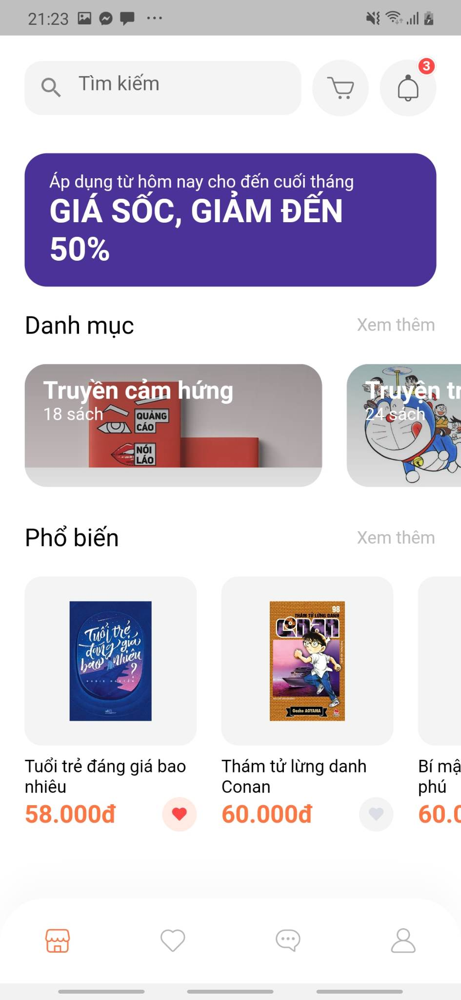 21:23
Tìm kiếm
3
Áp dụng từ hôm nay cho đến cuối tháng
GIÁ SỐC, GIẢM ĐẾN
50%
Danh mục
Xem thêm
Truyền cảm hứng
18 sách
QUẢNG
CÁO
NÓI
LÁO
Truyện tr
24 sách
Phổ biến
Xem thêm
Tuổi trẻ
đáng giá
bao nhiêu
?
ROSIE NGUYỄN
98
THÁM TỬ LỪNG DANH
Conan
Gosho AOYAMA
Tuổi trẻ đáng giá bao
nhiêu
58.000đ
Thám tử lừng danh
Conan
60.000đ
Bí mậ
phú
60.0